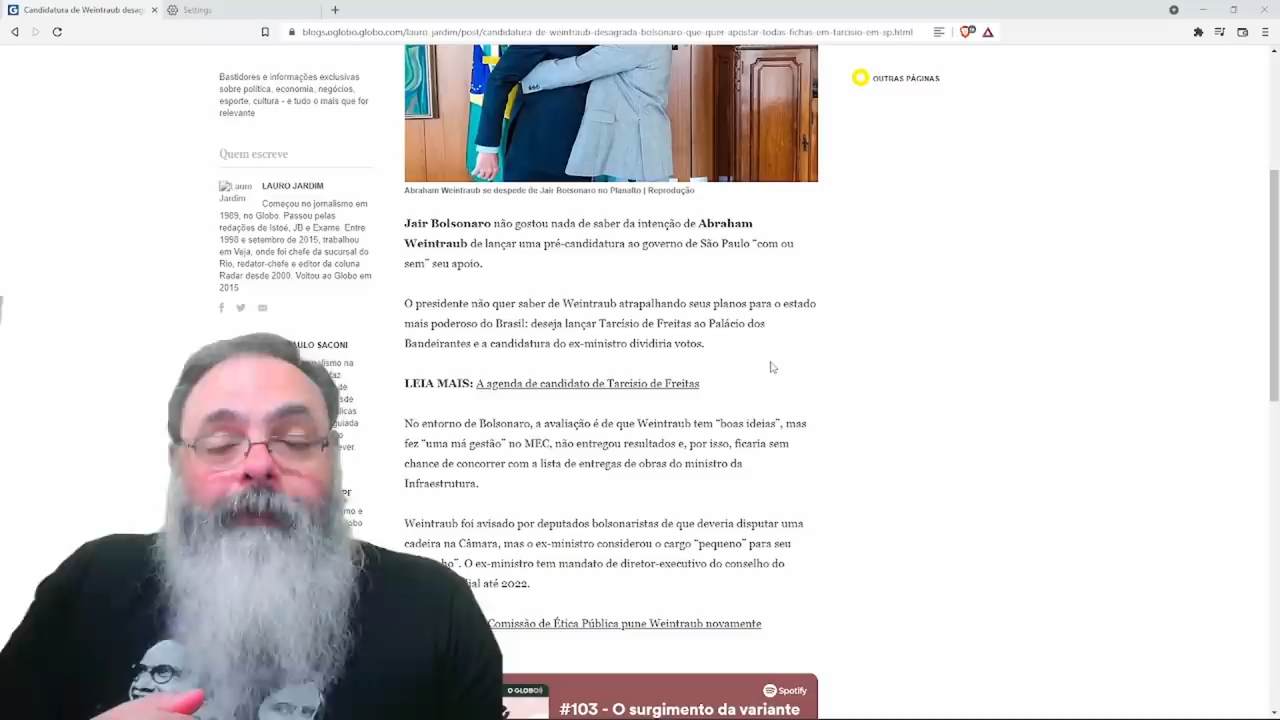 Candidatura de Weintraub desag
Settings
blogs.oglobo.globo.com/lauro-jardim/post/candidatura-de-weintraub-desagrada-bolsonaro-que-quer-apostar-todas-fichas-em-tarcisio-em-sp.html
Bastidores e informações exclusivas
sobre política, economia, negócios,
esporte, cultura - e tudo o mais que for
relevante
Quem escreve
Lauro
Jardim
LAURO JARDIM
Começou no jornalismo em
1989, no Globo. Passou pelas
redações de Istoé, JB e Exame. Entre
1998 e setembro de 2015, trabalhou
em Veja, onde foi chefe da sucursal do
Rio, redator-chefe e editor da coluna
Radar desde 2000. Voltou ao Globo em
2015
ULO SACONI
OUTRAS PÁGINAS
Abraham Weintraub se despede de Jair Bolsonaro no Planalto | Reprodução
Jair Bolsonaro não gostou nada de saber da intenção de Abraham
Weintraub de lançar uma pré-candidatura ao governo de São Paulo "com ou
sem" seu apoio.
O presidente não quer saber de Weintraub atrapalhando seus planos para o estado
mais poderoso do Brasil: deseja lançar Tarcísio de Freitas ao Palácio dos
Bandeirantes e a candidatura do ex-ministro dividiria votos.
LEIA MAIS: A agenda de candidato de Tarcísio de Freitas
No entorno de Bolsonaro, a avaliação é de que Weintraub tem "boas ideias", mas
fez "uma má gestão" no MEC, não entregou resultados e, por isso, ficaria sem
chance de concorrer com a lista de entregas de obras do ministro da
Infraestrutura.
Weintraub foi avisado por deputados bolsonaristas de que deveria disputar uma
cadeira na Câmara, mas o ex-ministro considerou o cargo "pequeno" para seu
ho". O ex-ministro tem mandato de diretor-executivo do conselho do
ial até 2022.
Comissão de Ética Pública pune Weintraub novamente
O GLOBO
Spotify
#103 - O surgimento da variante